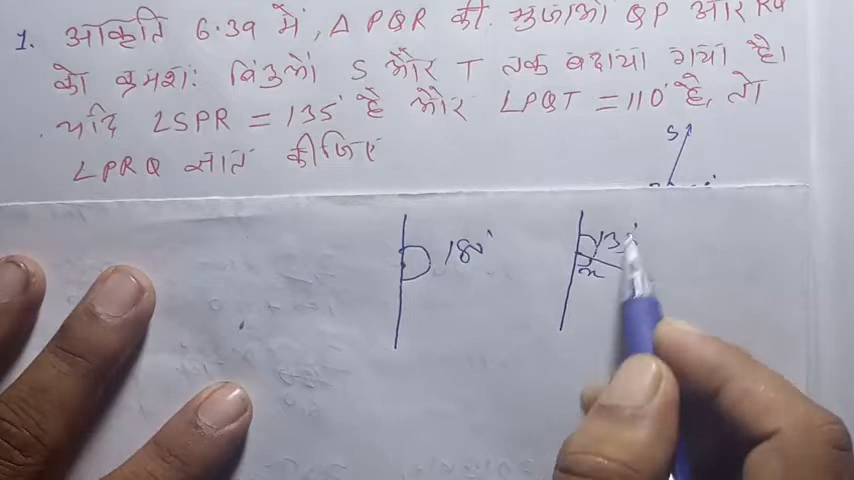 1. आकृति 6.39 में, △ PQR की भुजाओं QP और RQ
को क्रमशः बिंदुओं S और T तक बढ़ाया गया है।
यदि ∠SPR = 135° है और ∠PQT = 110° है, तो
∠PRQ ज्ञात कीजिए
S
180°
135°
x